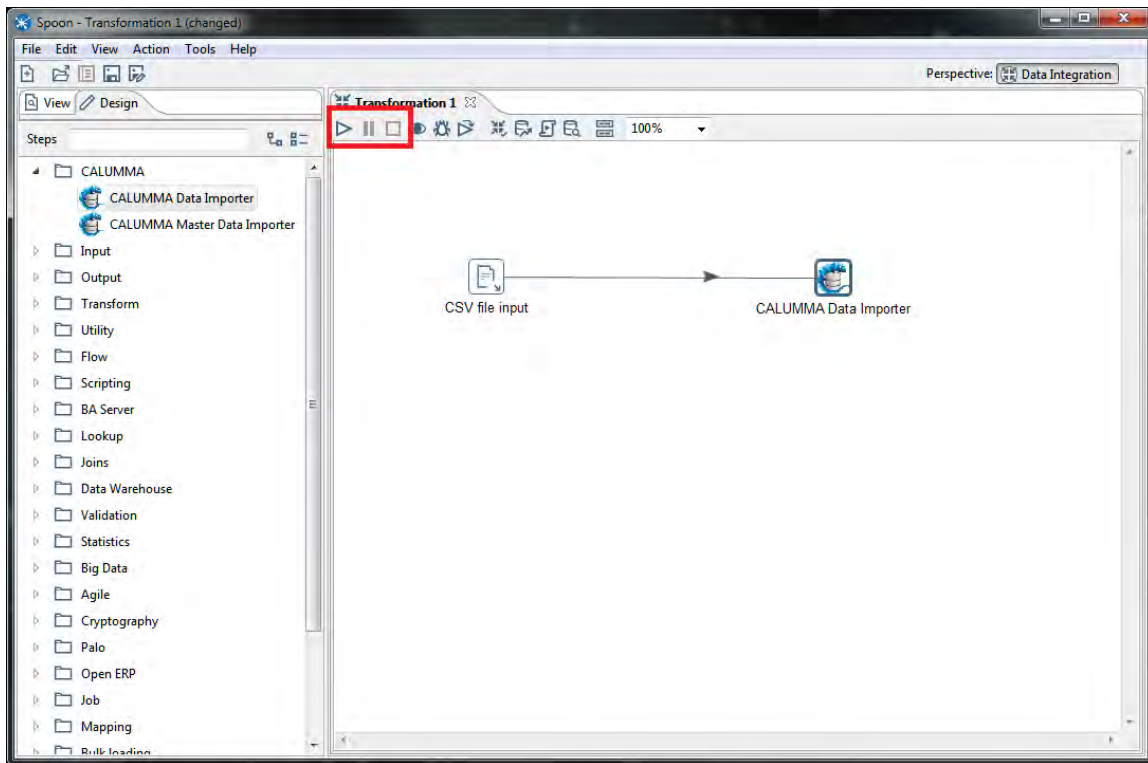 Spoon - Transformation 1 (changed)
File Edit View Action Tools Help
Perspective: Data Integration
View Design
Transformation 1
Steps
100%
CALUMMA
CALUMMA Data Importer
CALUMMA Master Data Importer
Input
Output
Transform
Utility
Flow
Scripting
BA Server
Lookup
Joins
Data Warehouse
Validation
Statistics
Big Data
Agile
Cryptography
Palo
Open ERP
Job
Mapping
Bulk loading
CSV file input
CALUMMA Data Importer